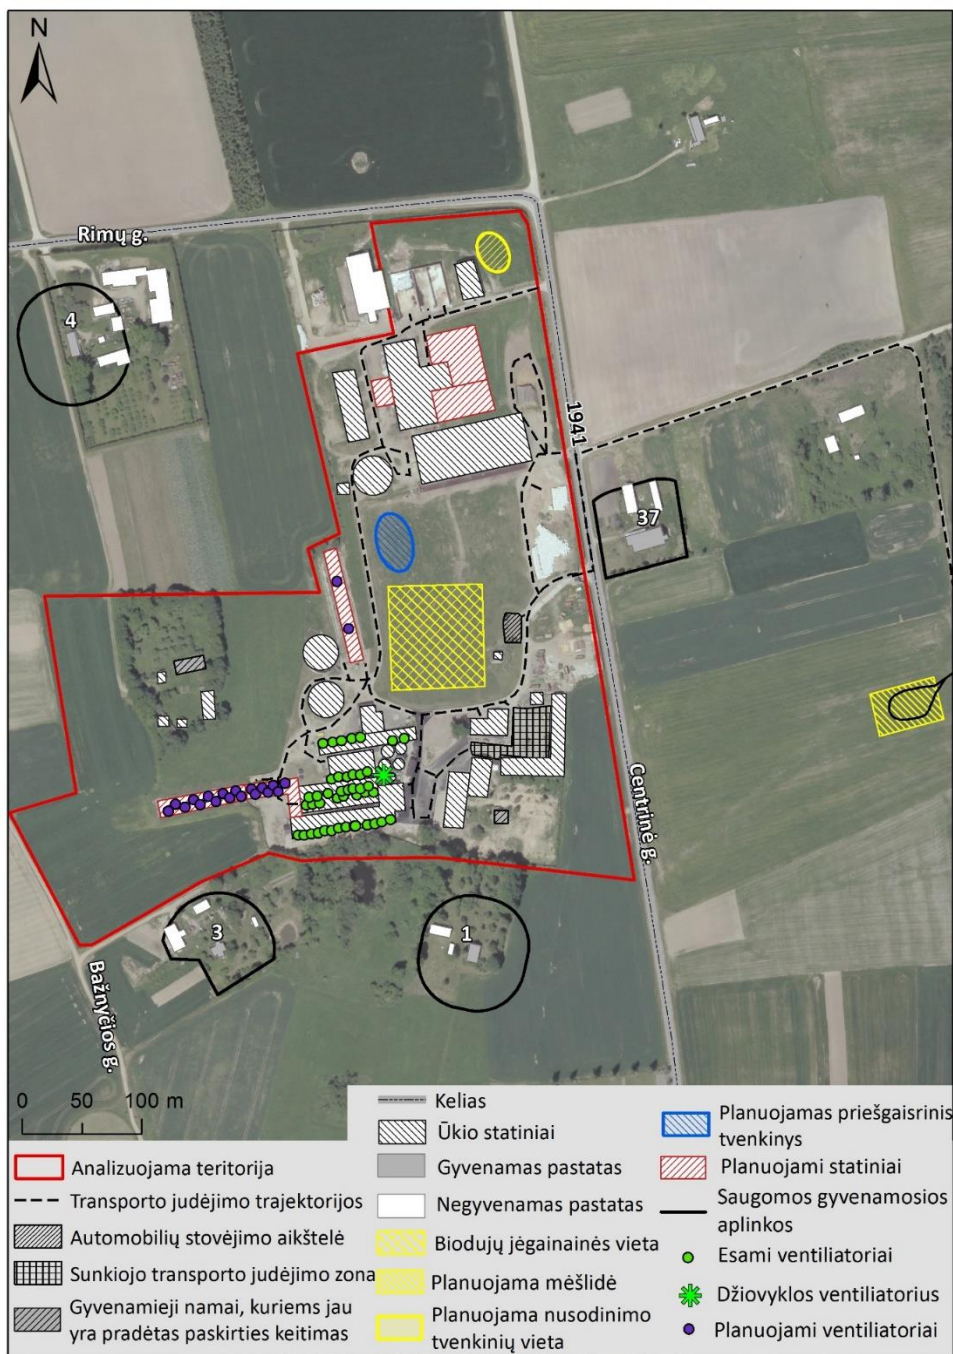 N
Rimų g.
4
1941
37
Centrinė g.
3
1
Bažnyčios g.
0 50 100 m
Analizuojama teritorija
Transporto judėjimo trajektorijos
Automobilių stovėjimo aikštelė
Sunkiojo transporto judėjimo zona
Gyvenamieji namai, kuriems jau
yra pradėtas paskirties keitimas
Kelias
Ūkio statiniai
Gyvenamas pastatas
Negyvenamas pastatas
Biodujų jėgainainės vieta
Planuojama mėšlidė
Planuojama nusodinimo
tvenkinių vieta
Planuojamas priešgaisrinis
tvenkinys
Planuojami statiniai
Saugomos gyvenamosios
aplinkos
Esami ventiliatoriai
Džiovyklos ventiliatorius
Planuojami ventiliatoriai